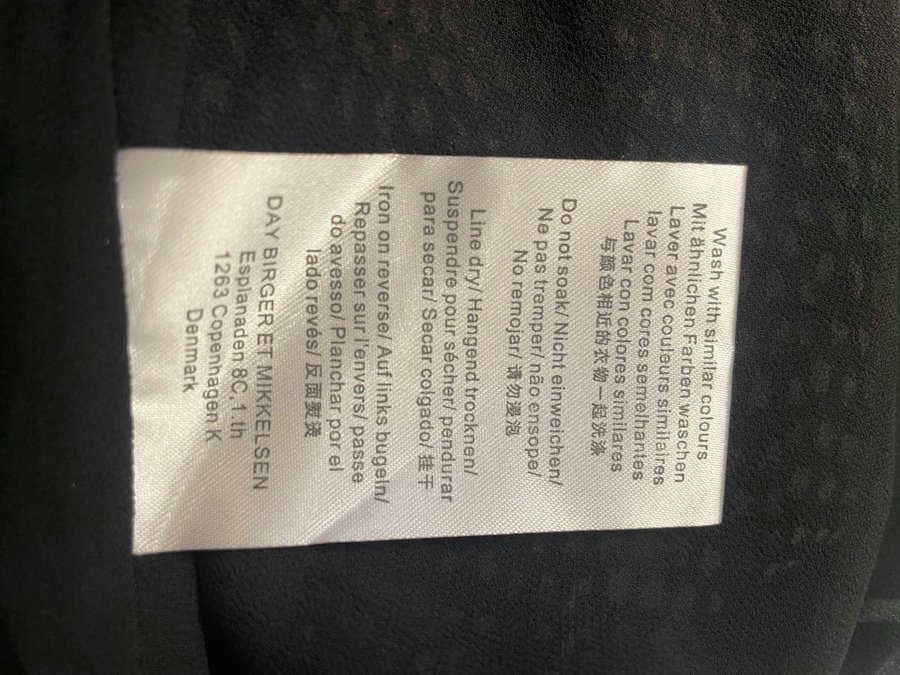 Wash with similar colours
Mit ähnlichen Farben waschen
Laver avec couleurs similaires
lavar com cores semelhantes
Lavar con colores similares
与颜色相近的衣物一起洗涤
Do not soak/ Nicht einweichen/
Ne pas tremper/ não ensope/
No remojar/ 请勿浸泡
Line dry/ Hangend trocknen/
Suspendre pour sécher/ pendurar
para secar/ Secar colgado/ 挂干
Iron on reverse/ Auf links bugeln/
Repasser sur l'envers/ passe
do avesso/ Planchar por el
lado revés/ 反面熨烫
DAY BIRGER ET MIKKELSEN
Esplanaden 8C, 1.th
1263 Copenhagen K
Denmark